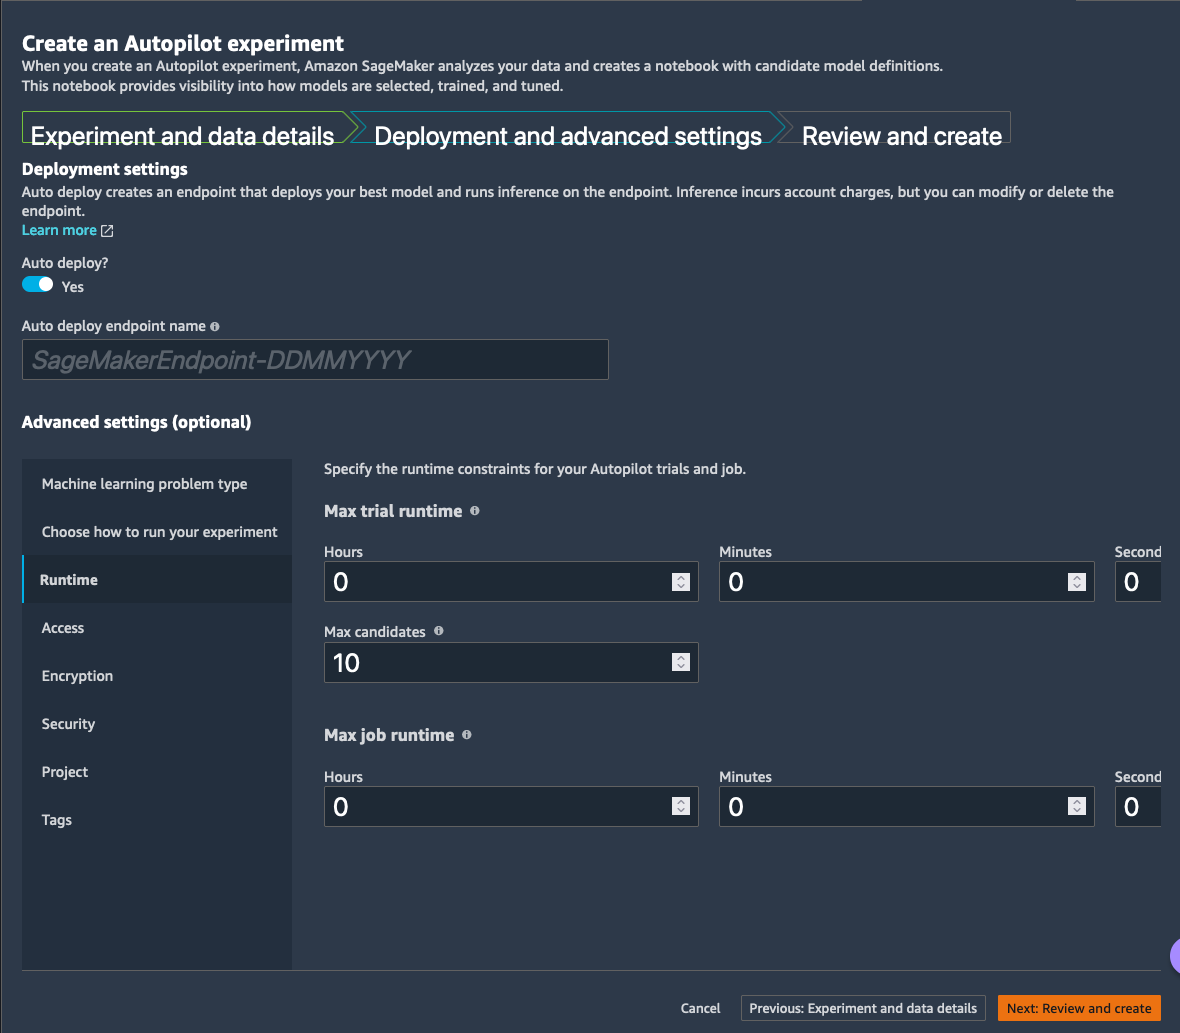 Create an Autopilot experiment
When you create an Autopilot experiment, Amazon SageMaker analyzes your data and creates a notebook with candidate model definitions.
This notebook provides visibility into how models are selected, trained, and tuned.
Experiment and data details
Deployment and advanced settings
Review and create
Deployment settings
Auto deploy creates an endpoint that deploys your best model and runs inference on the endpoint. Inference incurs account charges, but you can modify or delete the
endpoint.
Learn more
Auto deploy?
Yes
Auto deploy endpoint name
SageMakerEndpoint-DDMMYYYY
Advanced settings (optional)
Machine learning problem type
Choose how to run your experiment
Runtime
Access
Encryption
Security
Project
Tags
Specify the runtime constraints for your Autopilot trials and job.
Max trial runtime
Hours
Minutes
Second
0
0
0
Max candidates
10
Max job runtime
Hours
Minutes
Second
0
0
0
Cancel
Previous: Experiment and data details
Next: Review and create